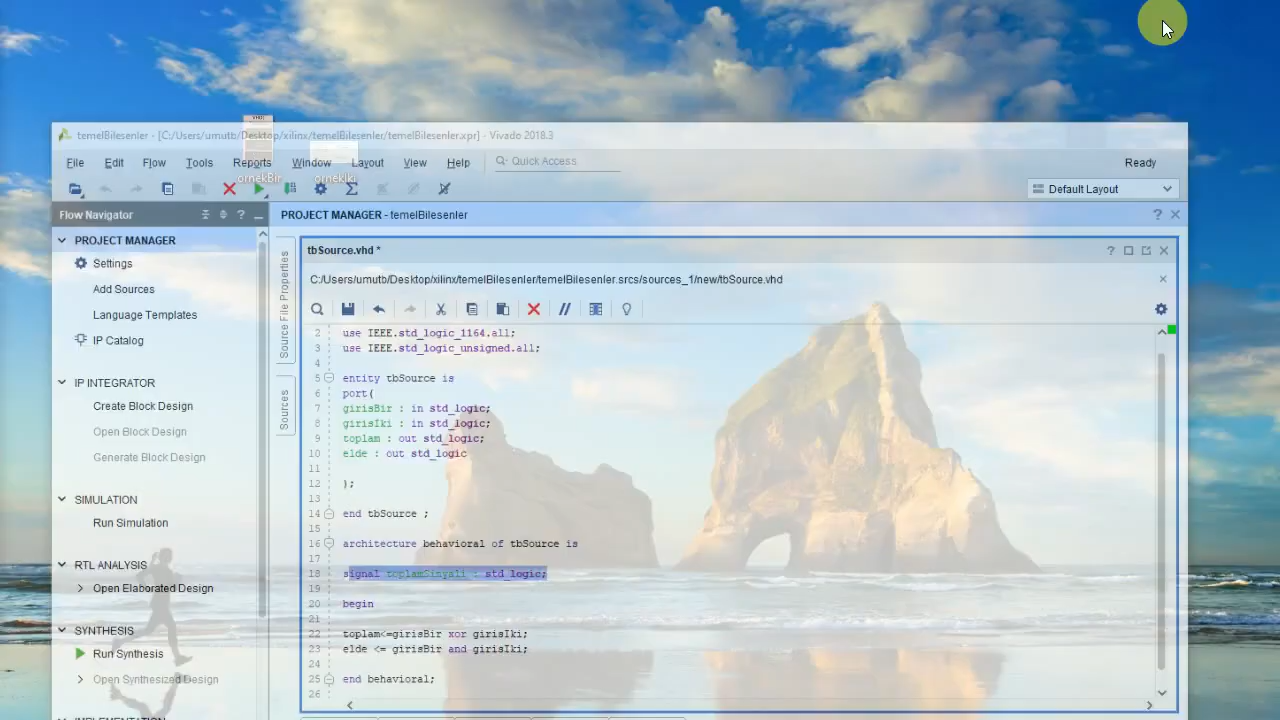 temelBilesenler - [C:/Users/umutb/Desktop/xilinx/temelBilesenler/temelBilesenler.xpr] - Vivado 2018.3
File Edit Flow Tools Reports Window Layout View Help Quick Access Ready
ornekBir ornekIki
Default Layout
Flow Navigator
PROJECT MANAGER - temelBilesenler
PROJECT MANAGER
Settings
Add Sources
Language Templates
IP Catalog
IP INTEGRATOR
Create Block Design
Open Block Design
Generate Block Design
SIMULATION
Run Simulation
RTL ANALYSIS
Open Elaborated Design
SYNTHESIS
Run Synthesis
Open Synthesized Design
IMPLEMENTATION
Source File Properties
Sources
tbSource.vhd *
C:/Users/umutb/Desktop/xilinx/temelBilesenler/temelBilesenler.srcs/sources_1/new/tbSource.vhd
2 use IEEE.std_logic_1164.all;
3 use IEEE.std_logic_unsigned.all;
4
5 entity tbSource is
6 port(
7 girisBir : in std_logic;
8 girisIki : in std_logic;
9 toplam : out std_logic;
10 elde : out std_logic
11
12 );
13
14 end tbSource ;
15
16 architecture behavioral of tbSource is
17
18 signal toplamSinyali : std_logic;
19
20 begin
21
22 toplam<=girisBir xor girisIki;
23 elde <= girisBir and girisIki;
24
25 end behavioral;
26